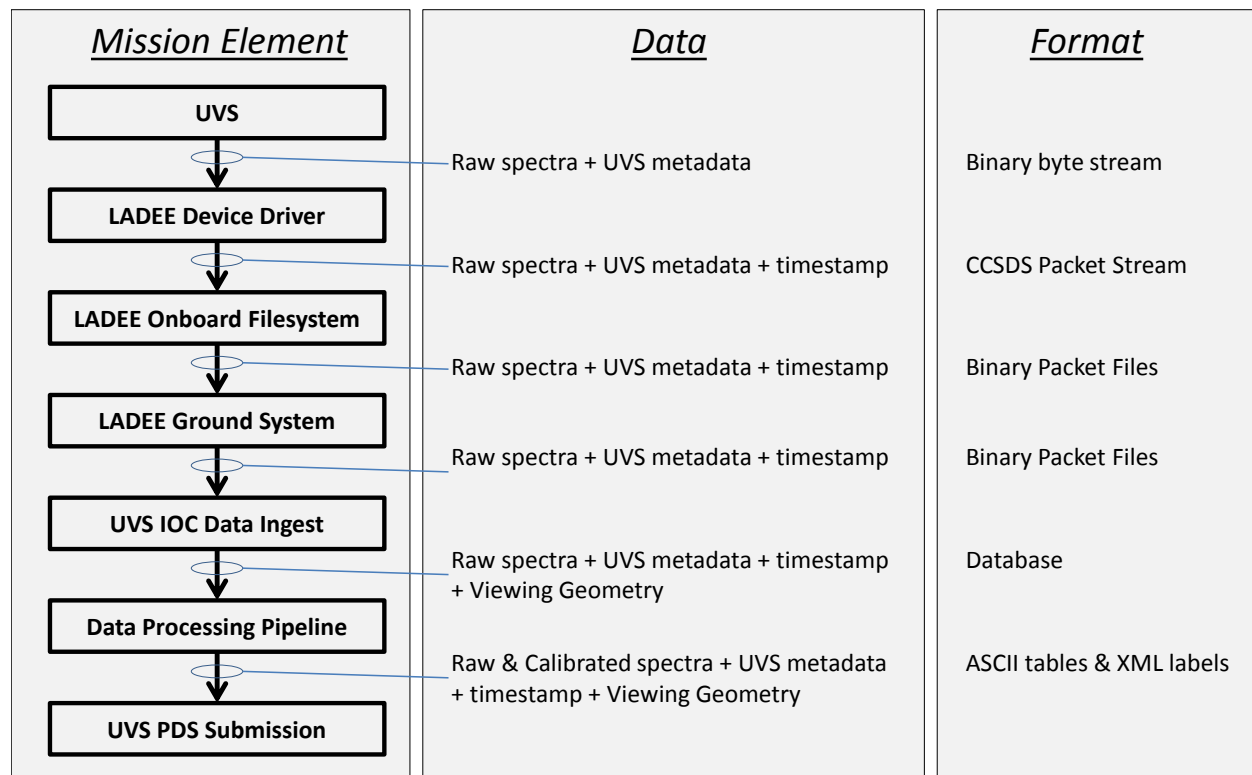 Mission Element
Data
Format
UVS
Raw spectra + UVS metadata
Binary byte stream
LADEE Device Driver
Raw spectra + UVS metadata + timestamp
CCSDS Packet Stream
LADEE Onboard Filesystem
Raw spectra + UVS metadata + timestamp
Binary Packet Files
LADEE Ground System
Raw spectra + UVS metadata + timestamp
Binary Packet Files
UVS IOC Data Ingest
Raw spectra + UVS metadata + timestamp
+ Viewing Geometry
Database
Data Processing Pipeline
Raw & Calibrated spectra + UVS metadata
+ timestamp + Viewing Geometry
ASCII tables & XML labels
UVS PDS Submission